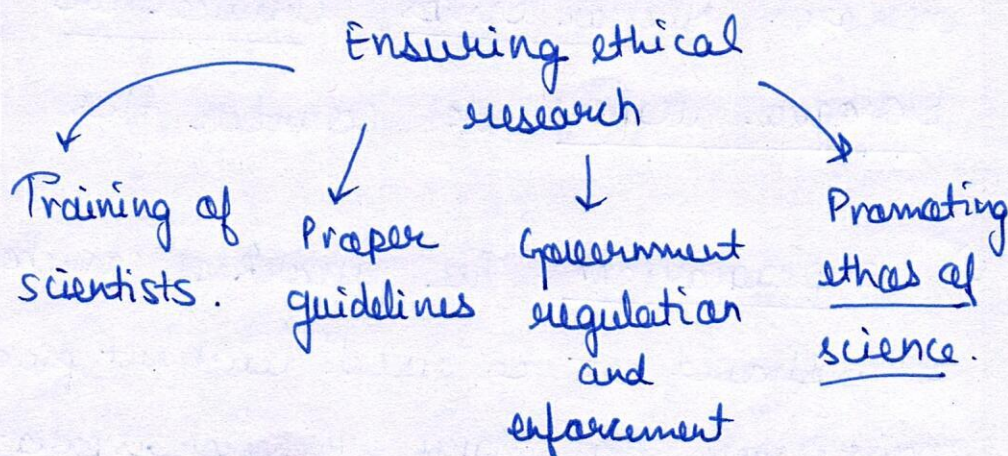 Ensuring ethical
research
Training of
scientists.
Proper
guidelines
Government
regulation
and
enforcement
Promoting
ethos of
science.